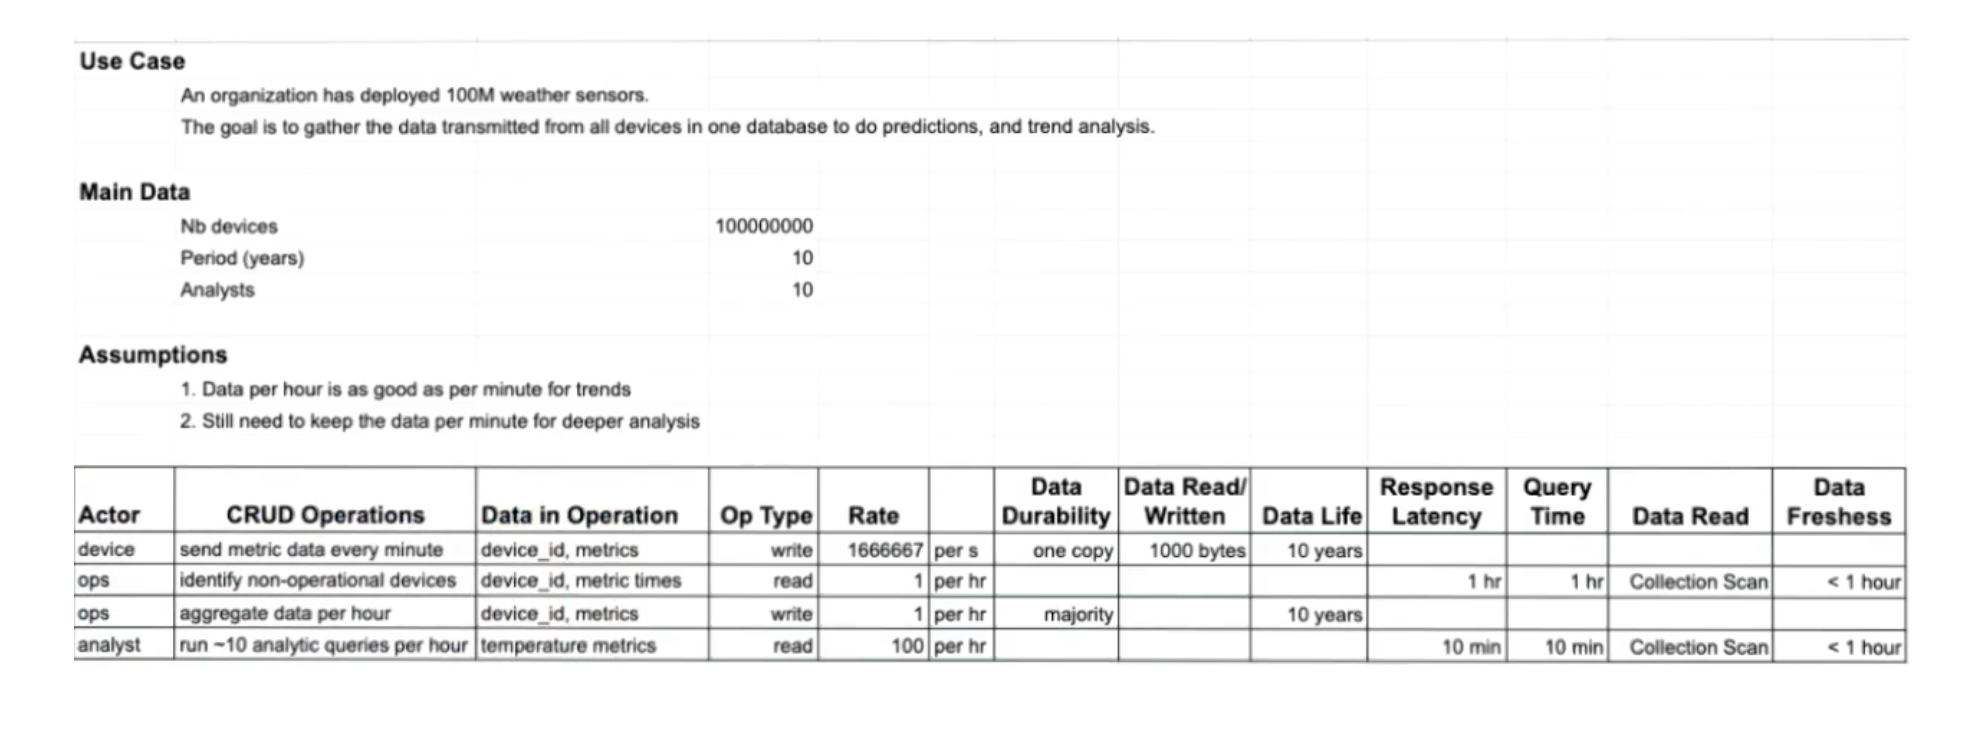 Use Case
An organization has deployed 100M weather sensors.
The goal is to gather the data transmitted from all devices in one database to do predictions, and trend analysis.
Main Data
Nb devices 100000000
Period (years) 10
Analysts 10
Assumptions
1. Data per hour is as good as per minute for trends
2. Still need to keep the data per minute for deeper analysis
Actor CRUD Operations Data in Operation Op Type Rate Data Durability Data Read/ Written Data Life Response Latency Query Time Data Read Data Freshess
device send metric data every minute device_id, metrics write 1666667 per s one copy 1000 bytes 10 years
ops identify non-operational devices device_id, metric times read 1 per hr 1 hr 1 hr Collection Scan < 1 hour
ops aggregate data per hour device_id, metrics write 1 per hr majority 10 years
analyst run ~10 analytic queries per hour temperature metrics read 100 per hr 10 min 10 min Collection Scan < 1 hour